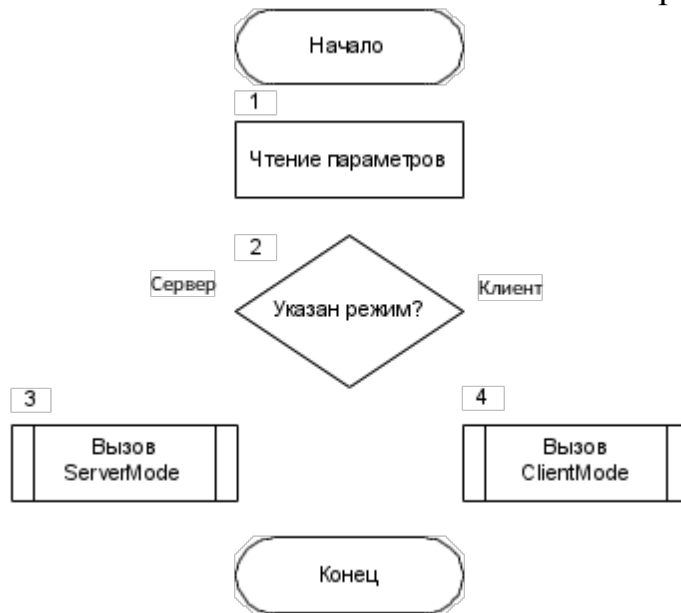 Начало
1
Чтение параметров
2
Сервер
Указан режим?
Клиент
3
Вызов
ServerMode
4
Вызов
ClientMode
Конец